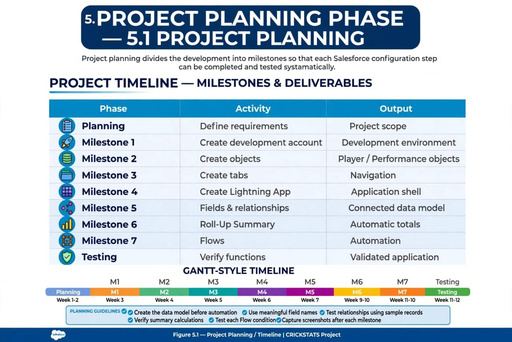 5. PROJECT PLANNING PHASE
— 5.1 PROJECT PLANNING
Project planning divides the development into milestones so that each Salesforce configuration step
can be completed and tested systamatically.
PROJECT TIMELINE — MILESTONES & DELIVERABLES
Phase Activity Output
Planning Define requirements Project scope
Milestone 1 Create development account Development environment
Milestone 2 Create objects Player / Performance objects
Milestone 3 Create tabs Navigation
Milestone 4 Create Lightning App Application shell
Milestone 5 Fields & relationships Connected data model
Milestone 6 Roll-Up Summary Automatic totals
Milestone 7 Flows Automation
Testing Verify functions Validated application
GANTT-STYLE TIMELINE
M1 M2 M3 M4 M5 M6 M7 Testing
Planning M1 M2 M3 M4 M5 M6 M7 Testing
Week 1-2 Week 3 Week 4 Week 5 Week 6 Week 7 Week 9-10 Week 11-10 Week 11-12
PLANNING GUIDELINES Create the data model before automation Use meaningful field names Test relationships using sample records
Verify summary calculations Test each Flow condition Capture screenshots after each milestone
Figure 5.1 — Project Planning / Timeline | CRICKSTATS Project